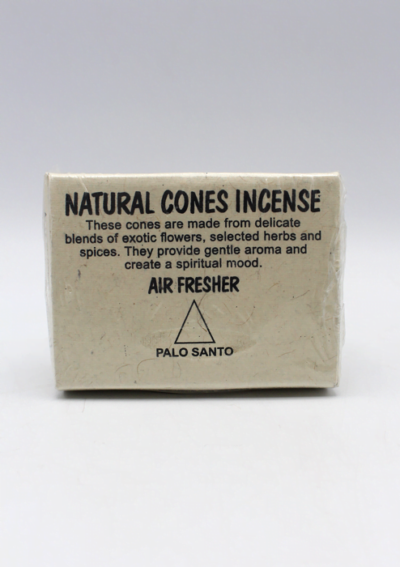 NATURAL CONES INCENSE
These cones are made from delicate
blends of exotic flowers, selected herbs and
spices. They provide gentle aroma and
create a spiritual mood.
AIR FRESHER
PALO SANTO